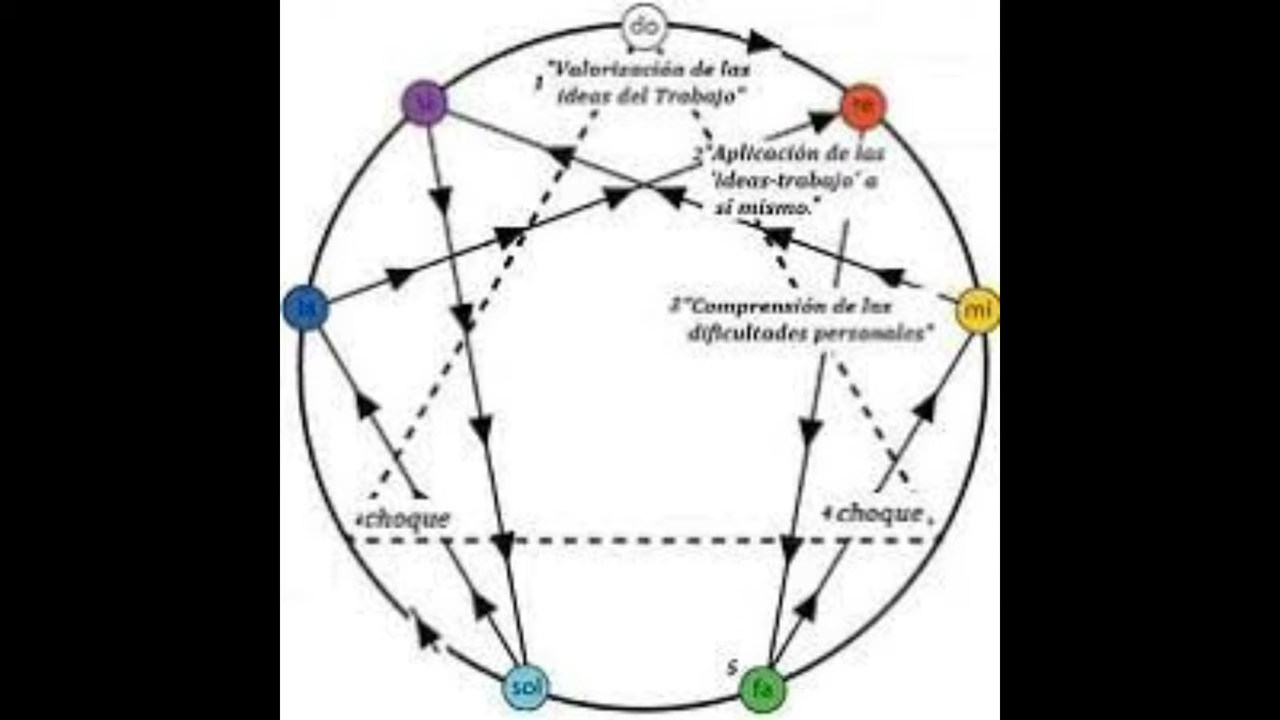 do
1 "Valorización de las
ideas del Trabajo"
si
re
2 "Aplicación de las
'ideas-trabajo' a
sí mismo."
la
mi
"Comprensión de las
dificultades personales"
choque
4 choque
5
sol
fa